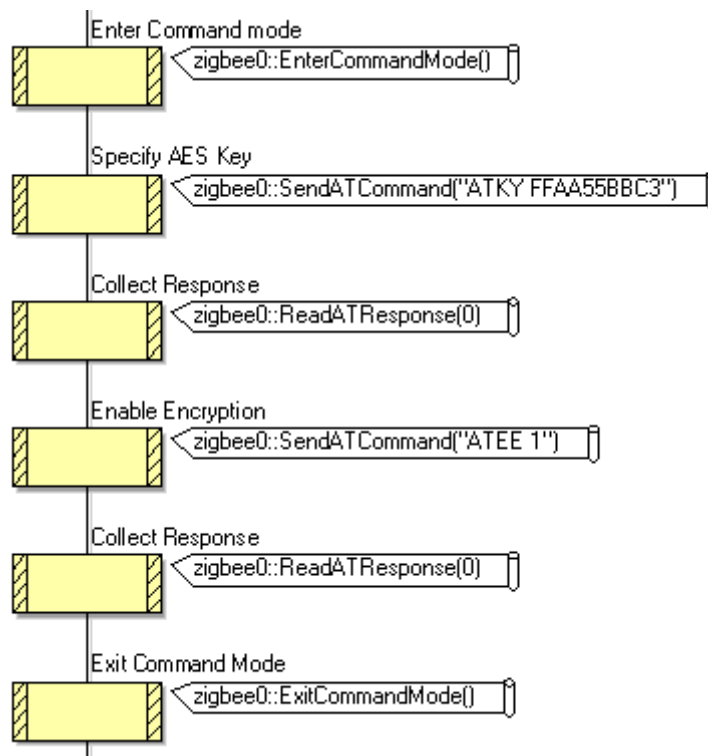 Enter Command mode
zigbee0::EnterCommandMode()
Specify AES Key
zigbee0::SendATCommand("ATKY FFAA55BBC3")
Collect Response
zigbee0::ReadATResponse(0)
Enable Encryption
zigbee0::SendATCommand("ATEE 1")
Collect Response
zigbee0::ReadATResponse(0)
Exit Command Mode
zigbee0::ExitCommandMode()